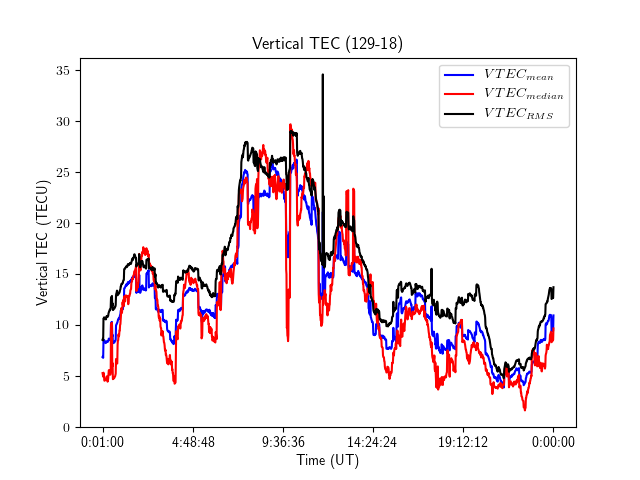 Vertical TEC (129-18)
VTEC_mean
VTEC_median
VTEC_RMS
Vertical TEC (TECU)
35
30
25
20
15
10
5
0
0:01:00 4:48:48 9:36:36 14:24:24 19:12:12 0:00:00
Time (UT)